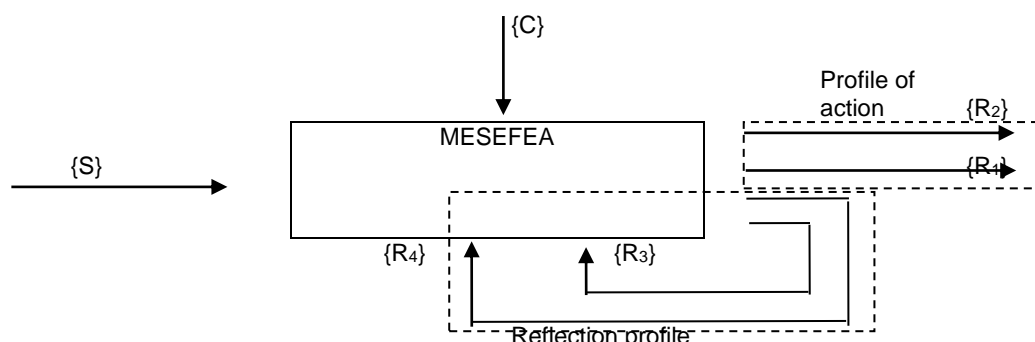 {C}
Profile of
action
{R2}
MESEFEA
{S}
{R1}
{R4}
{R3}
Reflection profile